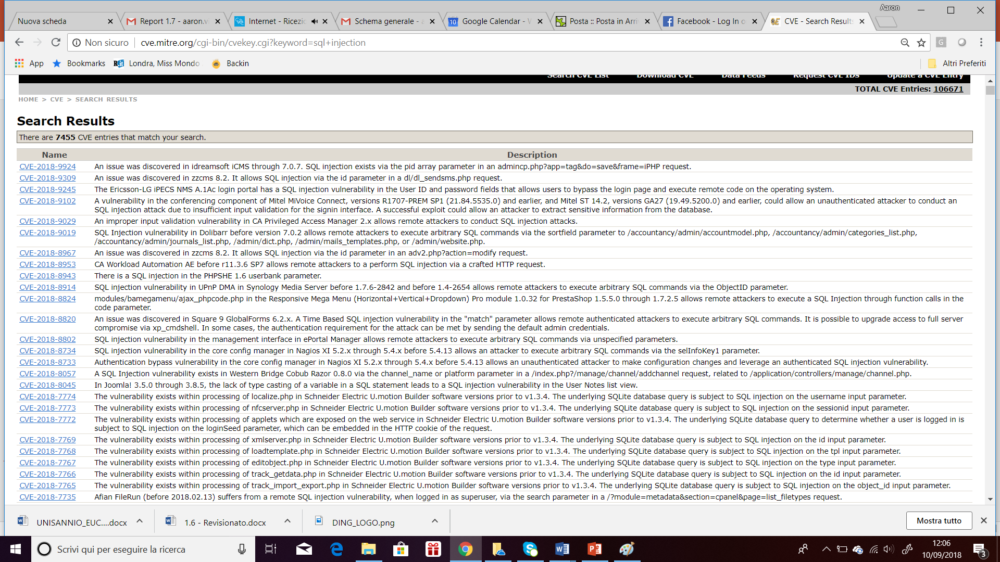 Aaron
Nuova scheda
Report 1.7 - aaron.v
Internet - Ricezio
Schema generale - a
Google Calendar - V
Posta :: Posta in Arri
Facebook - Log In o
CVE - Search Results
Non sicuro
cve.mitre.org/cgi-bin/cvekey.cgi?keyword=sql+injection
App
Bookmarks
Londra, Miss Mondo
Backin
Altri Preferiti
Search CVE List
Download CVE
Data Feeds
Request CVE IDs
Update a CVE Entry
TOTAL CVE Entries: 106671
HOME > CVE > SEARCH RESULTS
Search Results
There are 7455 CVE entries that match your search.
Name Description
CVE-2018-9924 An issue was discovered in idreamsoft iCMS through 7.0.7. SQL injection exists via the pid array parameter in an admincp.php?app=tag&do=save&frame=iPHP request.
CVE-2018-9309 An issue was discovered in zzcms 8.2. It allows SQL injection via the id parameter in a dl/dl_sendsms.php request.
CVE-2018-9245 The Ericsson-LG iPECS NMS A.1Ac login portal has a SQL injection vulnerability in the User ID and password fields that allows users to bypass the login page and execute remote code on the operating system.
CVE-2018-9102 A vulnerability in the conferencing component of Mitel MiVoice Connect, versions R1707-PREM SP1 (21.84.5535.0) and earlier, and Mitel ST 14.2, versions GA27 (19.49.5200.0) and earlier, could allow an unauthenticated attacker to conduct an
SQL injection attack due to insufficient input validation for the signin interface. A successful exploit could allow an attacker to extract sensitive information from the database.
CVE-2018-9029 An improper input validation vulnerability in CA Privileged Access Manager 2.x allows remote attackers to conduct SQL injection attacks.
CVE-2018-9019 SQL Injection vulnerability in Dolibarr before version 7.0.2 allows remote attackers to execute arbitrary SQL commands via the sortfield parameter to /accountancy/admin/accountmodel.php, /accountancy/admin/categories_list.php,
/accountancy/admin/journals_list.php, /admin/dict.php, /admin/mails_templates.php, or /admin/website.php.
CVE-2018-8967 An issue was discovered in zzcms 8.2. It allows SQL injection via the id parameter in an adv2.php?action=modify request.
CVE-2018-8953 CA Workload Automation AE before r11.3.6 SP7 allows remote attackers to a perform SQL injection via a crafted HTTP request.
CVE-2018-8943 There is a SQL injection in the PHPSHE 1.6 userbank parameter.
CVE-2018-8914 SQL injection vulnerability in UPnP DMA in Synology Media Server before 1.7.6-2842 and before 1.4-2654 allows remote attackers to execute arbitrary SQL commands via the ObjectID parameter.
CVE-2018-8824 modules/bamegamenu/ajax_phpcode.php in the Responsive Mega Menu (Horizontal+Vertical+Dropdown) Pro module 1.0.32 for PrestaShop 1.5.5.0 through 1.7.2.5 allows remote attackers to execute a SQL Injection through function calls in the
code parameter.
CVE-2018-8820 An issue was discovered in Square 9 GlobalForms 6.2.x. A Time Based SQL injection vulnerability in the "match" parameter allows remote authenticated attackers to execute arbitrary SQL commands. It is possible to upgrade access to full server
compromise via xp_cmdshell. In some cases, the authentication requirement for the attack can be met by sending the default admin credentials.
CVE-2018-8802 SQL injection vulnerability in the management interface in ePortal Manager allows remote attackers to execute arbitrary SQL commands via unspecified parameters.
CVE-2018-8734 SQL injection vulnerability in the core config manager in Nagios XI 5.2.x through 5.4.x before 5.4.13 allows an attacker to execute arbitrary SQL commands via the selInfoKey1 parameter.
CVE-2018-8733 Authentication bypass vulnerability in the core config manager in Nagios XI 5.2.x through 5.4.x before 5.4.13 allows an unauthenticated attacker to make configuration changes and leverage an authenticated SQL injection vulnerability.
CVE-2018-8057 A SQL Injection vulnerability exists in Western Bridge Cobub Razor 0.8.0 via the channel_name or platform parameter in a /index.php?/manage/channel/addchannel request, related to /application/controllers/manage/channel.php.
CVE-2018-8045 In Joomla! 3.5.0 through 3.8.5, the lack of type casting of a variable in a SQL statement leads to a SQL injection vulnerability in the User Notes list view.
CVE-2018-7774 The vulnerability exists within processing of localize.php in Schneider Electric U.motion Builder software versions prior to v1.3.4. The underlying SQLite database query is subject to SQL injection on the username input parameter.
CVE-2018-7773 The vulnerability exists within processing of nfcserver.php in Schneider Electric U.motion Builder software versions prior to v1.3.4. The underlying SQLite database query is subject to SQL injection on the sessionid input parameter.
CVE-2018-7772 The vulnerability exists within processing of applets which are exposed on the web service in Schneider Electric U.motion Builder software versions prior to v1.3.4. The underlying SQLite database query to determine whether a user is logged in is
subject to SQL injection on the loginSeed parameter, which can be embedded in the HTTP cookie of the request.
CVE-2018-7769 The vulnerability exists within processing of xmlserver.php in Schneider Electric U.motion Builder software versions prior to v1.3.4. The underlying SQLite database query is subject to SQL injection on the id input parameter.
CVE-2018-7768 The vulnerability exists within processing of loadtemplate.php in Schneider Electric U.motion Builder software versions prior to v1.3.4. The underlying SQLite database query is subject to SQL injection on the tpl input parameter.
CVE-2018-7767 The vulnerability exists within processing of editobject.php in Schneider Electric U.motion Builder software versions prior to v1.3.4. The underlying SQLite database query is subject to SQL injection on the type input parameter.
CVE-2018-7766 The vulnerability exists within processing of track_getdata.php in Schneider Electric U.motion Builder software versions prior to v1.3.4. The underlying SQLite database query is subject to SQL injection on the id input parameter.
CVE-2018-7765 The vulnerability exists within processing of track_import_export.php in Schneider Electric U.motion Builder software versions prior to v1.3.4. The underlying SQLite database query is subject to SQL injection on the object_id input parameter.
CVE-2018-7735 Afian FileRun (before 2018.02.13) suffers from a remote SQL injection vulnerability, when logged in as superuser, via the search parameter in a /?module=metadata&section=cpanel&page=list_filetypes request.
UNISANNIO_EUC....docx
1.6 - Revisionato.docx
DING_LOGO.png
Mostra tutto
Scrivi qui per eseguire la ricerca
12:06
10/09/2018
3